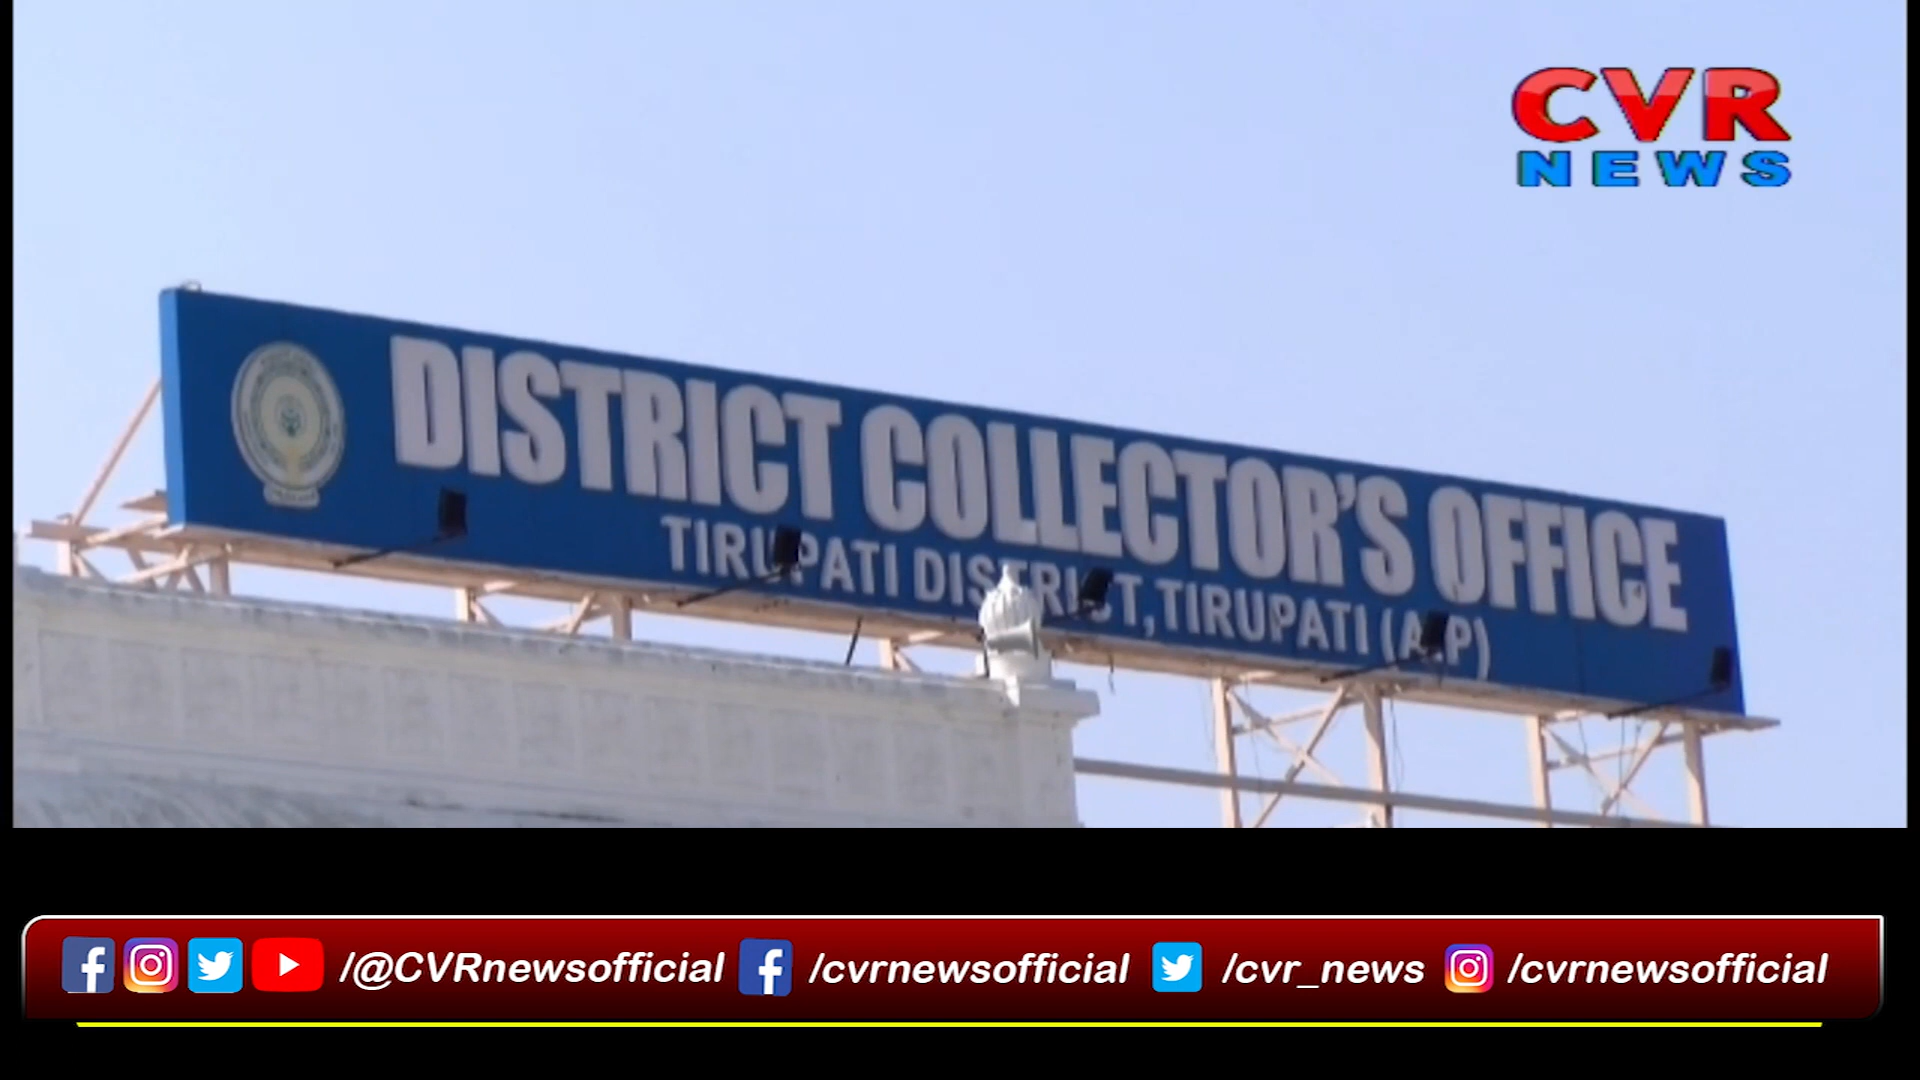 CVR
NEWS
DISTRICT COLLECTOR'S OFFICE
TIRUPATI DISTRICT, TIRUPATI (A.P)
/@CVRnewsofficial /cvrnewsofficial /cvr_news /cvrnewsofficial